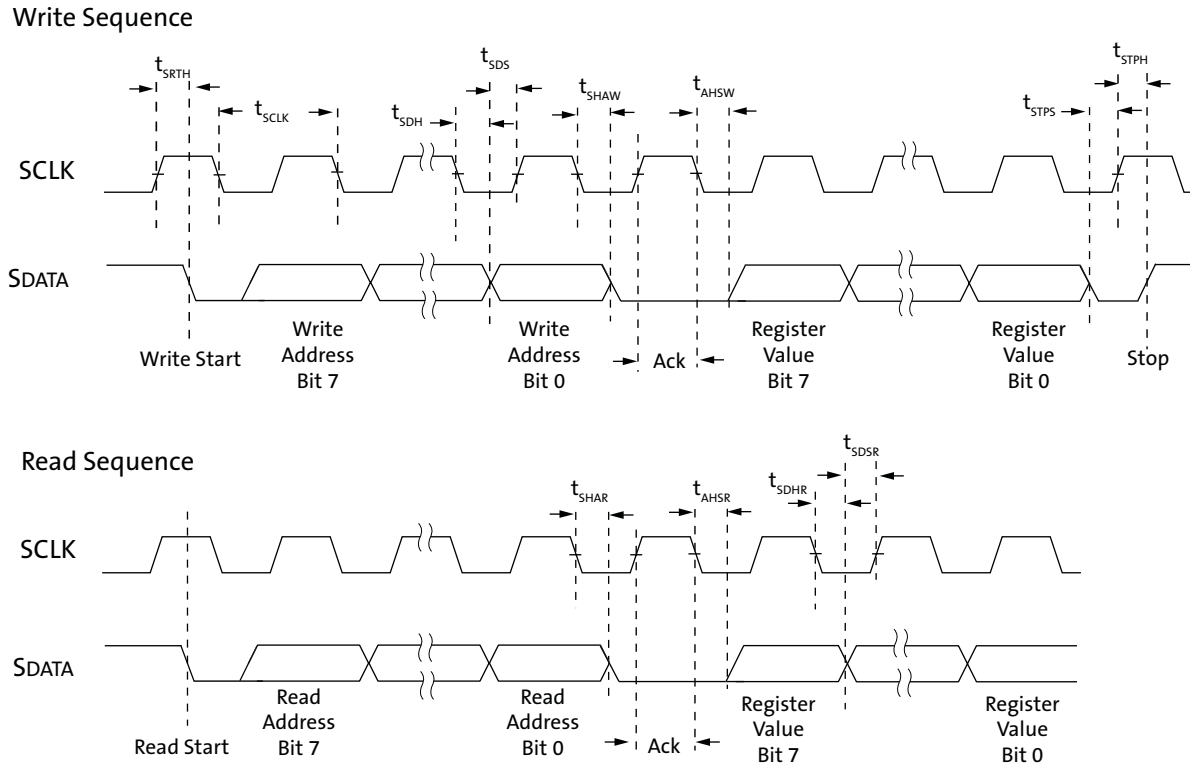 Write Sequence
tSRTH
tSCLK
tSDH
tSDS
tSHAW
tAHSW
tSTPS
tSTPH
SCLK
SDATA
Write Start
Write
Address
Bit 7
Write
Address
Bit 0
Ack
Register
Value
Bit 7
Register
Value
Bit 0
Stop
Read Sequence
tSHAR
tAHSR
tSDHR
tSDSR
SCLK
SDATA
Read Start
Read
Address
Bit 7
Read
Address
Bit 0
Ack
Register
Value
Bit 7
Register
Value
Bit 0